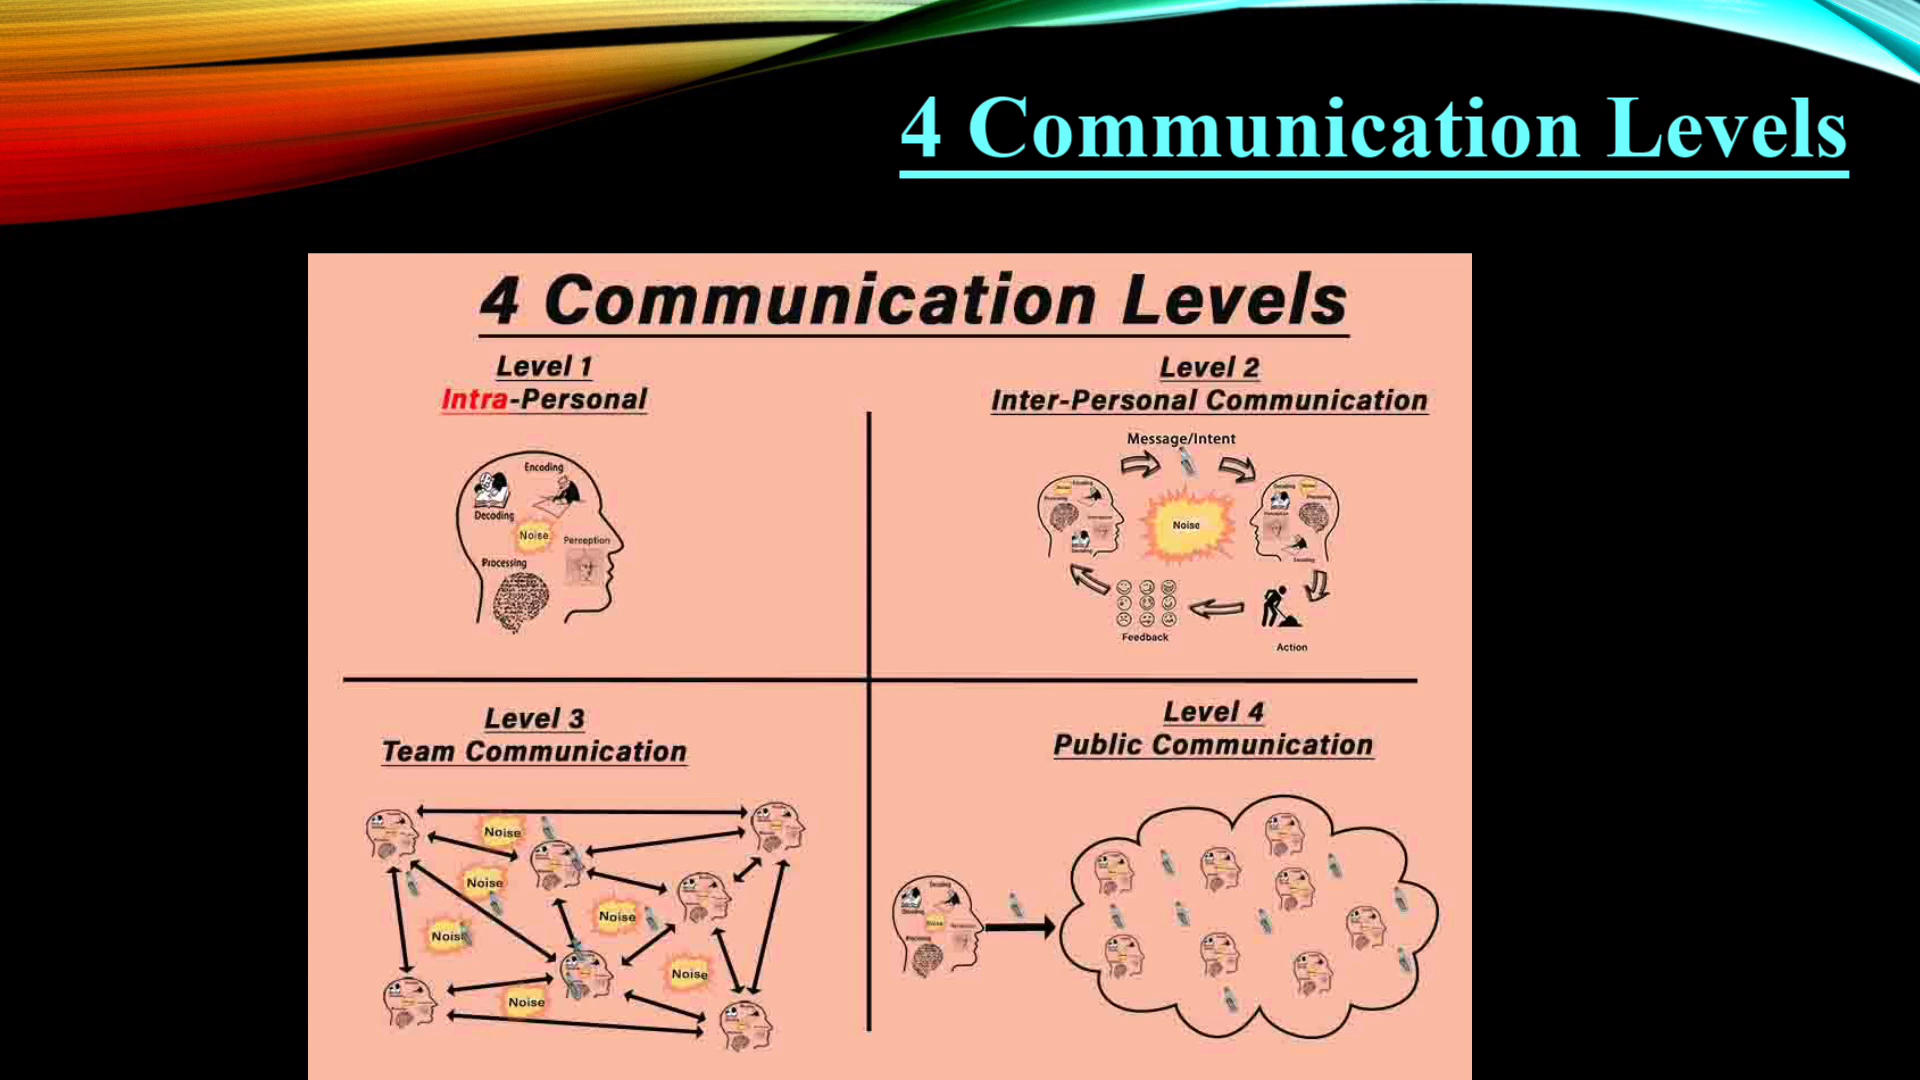 4 Communication Levels
4 Communication Levels
Level 1
Intra-Personal
Encoding
Decoding
Noise
Perception
Processing
Level 2
Inter-Personal Communication
Message/Intent
Noise
Feedback
Action
Level 3
Team Communication
Noise
Noise
Noise
Noise
Noise
Noise
Level 4
Public Communication